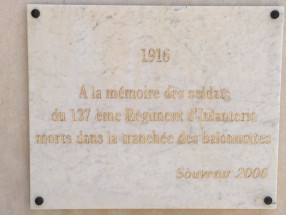 1916
A la mémoire des soldats
du 137 ème Régiment d'Infanterie
morts dans la tranchée des baïonnettes
Souvenir 2006